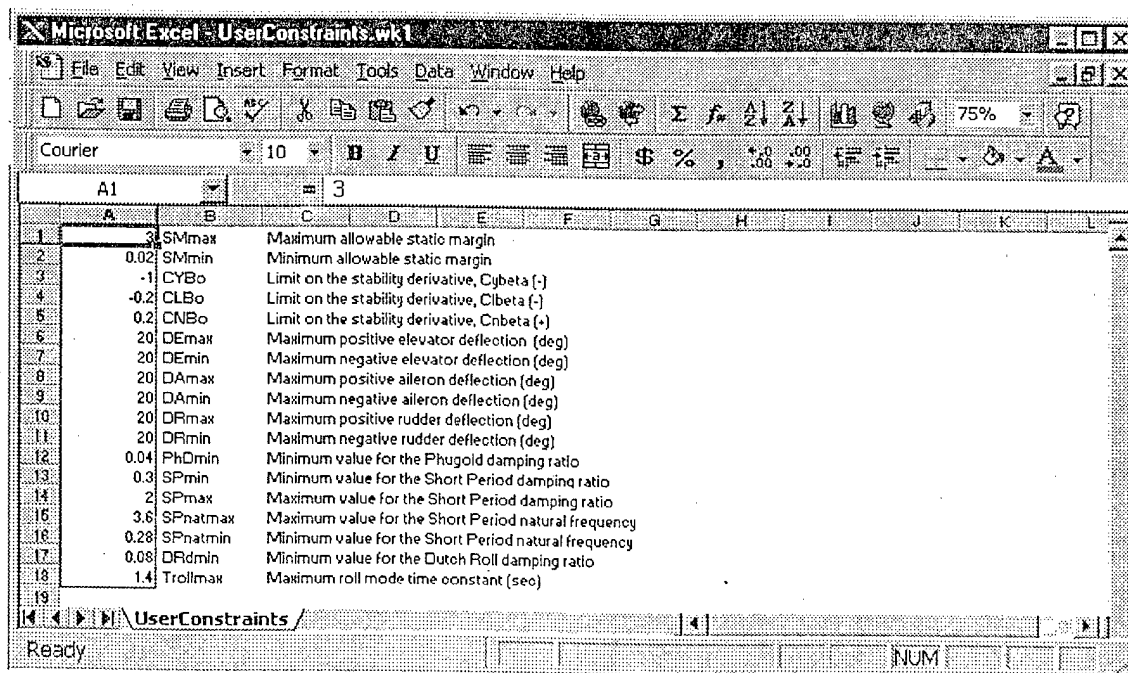 Microsoft Excel - UserConstraints.wk1
File Edit View Insert Format Tools Data Window Help
75%
Courier 10 B I U $ % ,
A1 = 3
A B C D E F G H I J K L
1 3 SMmax Maximum allowable static margin
2 0.02 SMmin Minimum allowable static margin
3 -1 CYBo Limit on the stability derivative, Cybeta (-)
4 -0.2 CLBo Limit on the stability derivative, Clbeta (-)
5 0.2 CNBo Limit on the stability derivative, Cnbeta (+)
6 20 DEmax Maximum positive elevator deflection (deg)
7 20 DEmin Maximum negative elevator deflection (deg)
8 20 DAmax Maximum positive aileron deflection (deg)
9 20 DAmin Maximum negative aileron deflection (deg)
10 20 DRmax Maximum positive rudder deflection (deg)
11 20 DRmin Maximum negative rudder deflection (deg)
12 0.04 PhDmin Minimum value for the Phugoid damping ratio
13 0.3 SPmin Minimum value for the Short Period damping ratio
14 2 SPmax Maximum value for the Short Period damping ratio
15 3.6 SPnatmax Maximum value for the Short Period natural frequency
16 0.28 SPnatmin Minimum value for the Short Period natural frequency
17 0.08 DRdmin Minimum value for the Dutch Roll damping ratio
18 1.4 Trollmax Maximum roll mode time constant (sec)
19
UserConstraints
Ready NUM